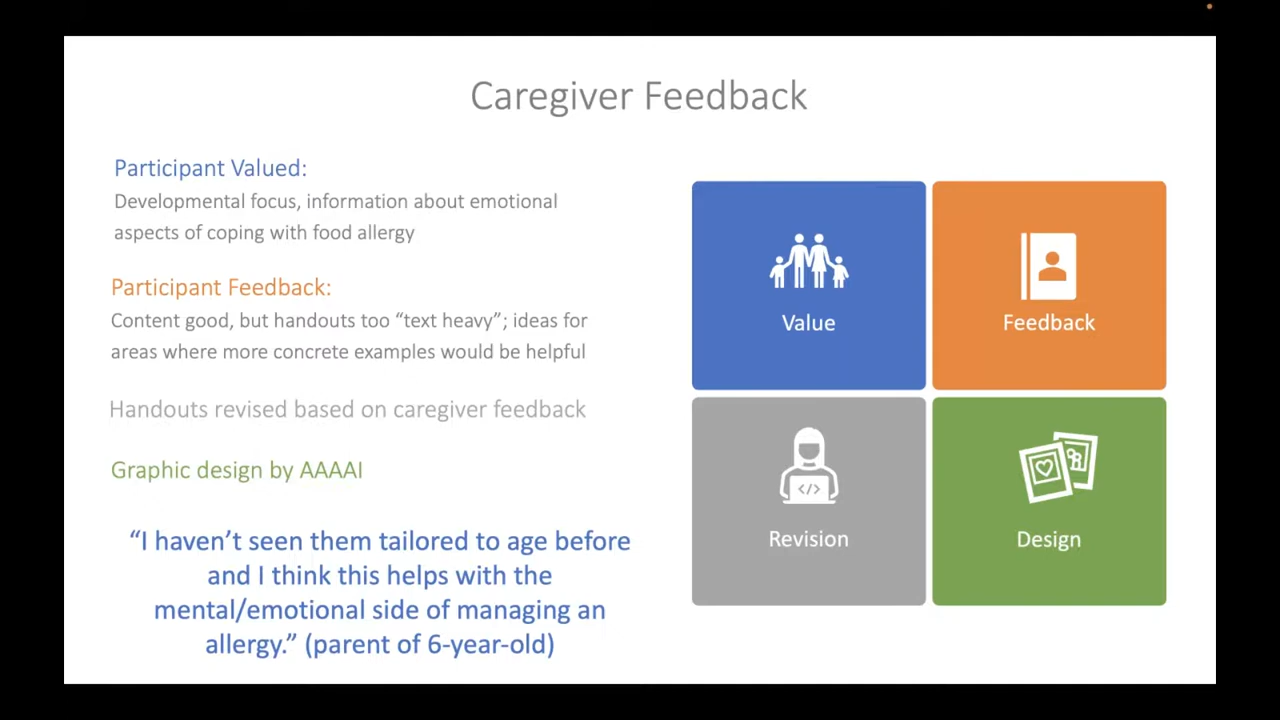 Caregiver Feedback
Participant Valued:
Developmental focus, information about emotional
aspects of coping with food allergy
Participant Feedback:
Content good, but handouts too “text heavy”; ideas for
areas where more concrete examples would be helpful
Handouts revised based on caregiver feedback
Graphic design by AAAAI
“I haven’t seen them tailored to age before
and I think this helps with the
mental/emotional side of managing an
allergy.” (parent of 6-year-old)
Value
Feedback
</>
Revision
Design